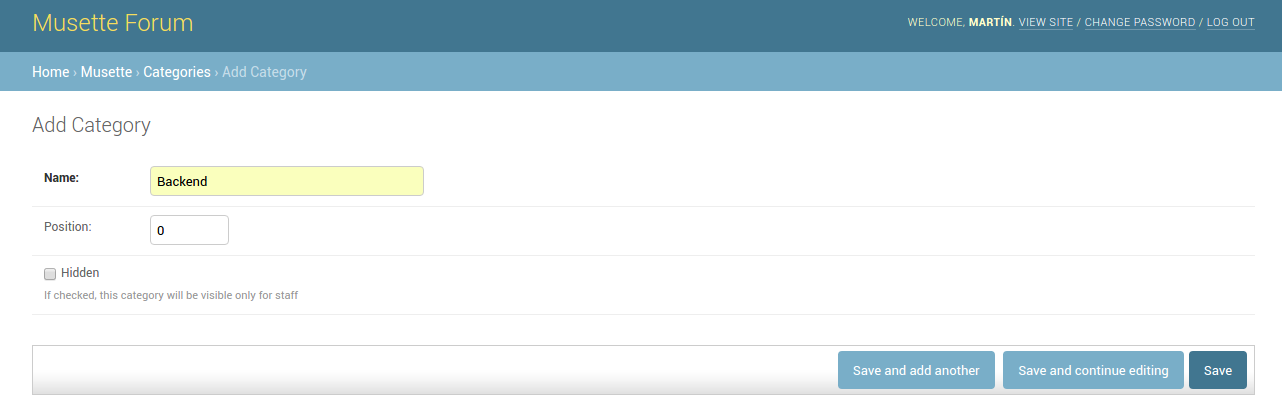 Musette Forum
WELCOME, MARTÍN. VIEW SITE / CHANGE PASSWORD / LOG OUT
Home › Musette › Categories › Add Category
Add Category
Name: Backend
Position: 0
Hidden
If checked, this category will be visible only for staff
Save and add another Save and continue editing Save